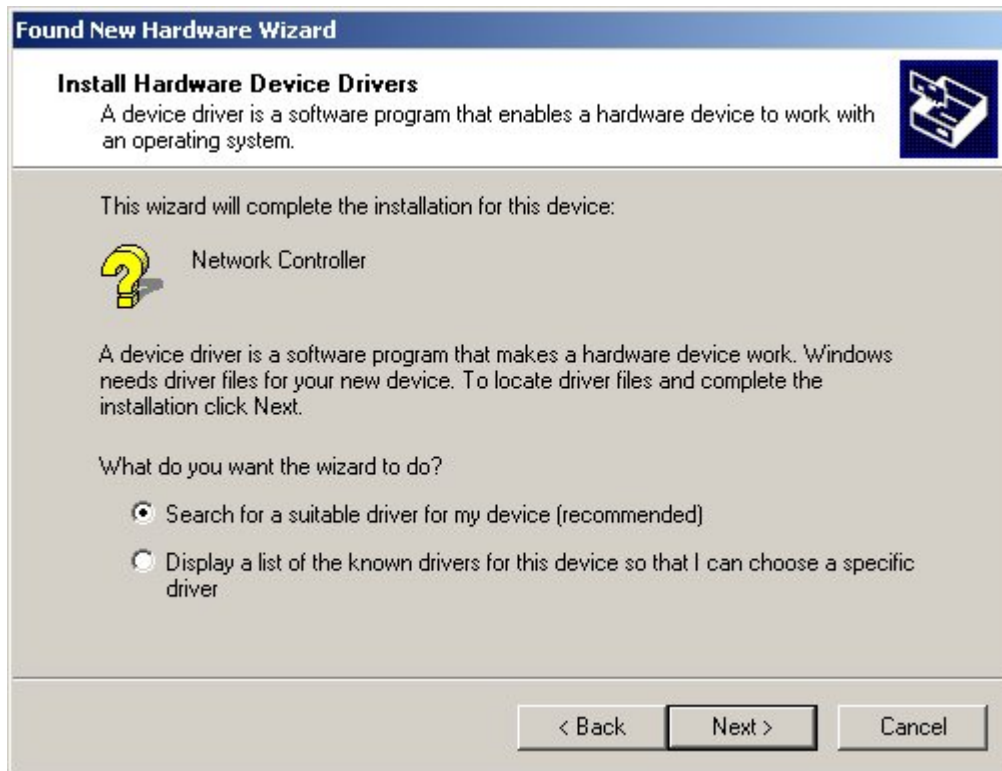 Found New Hardware Wizard
Install Hardware Device Drivers
A device driver is a software program that enables a hardware device to work with
an operating system.
This wizard will complete the installation for this device:
Network Controller
A device driver is a software program that makes a hardware device work. Windows
needs driver files for your new device. To locate driver files and complete the
installation click Next.
What do you want the wizard to do?
Search for a suitable driver for my device (recommended)
Display a list of the known drivers for this device so that I can choose a specific
driver
< Back Next > Cancel